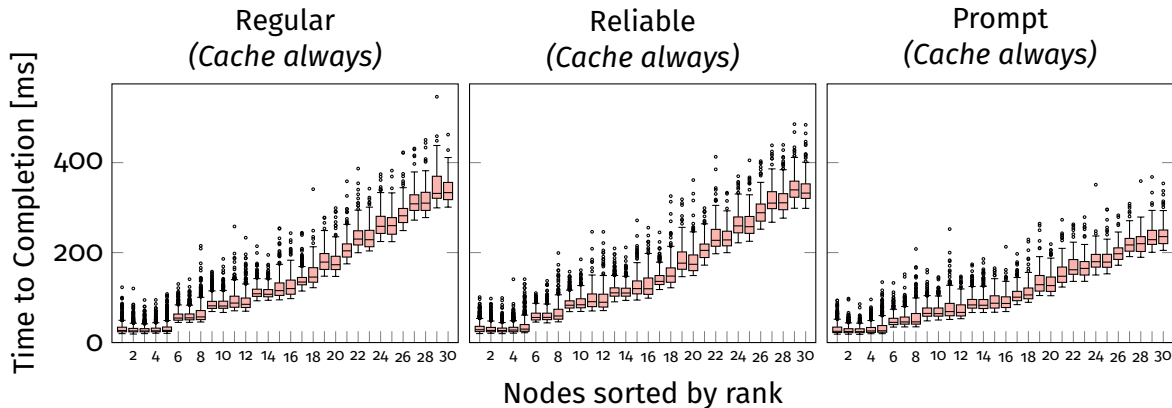 Regular
(Cache always)
Reliable
(Cache always)
Prompt
(Cache always)
Time to Completion [ms]
400
200
0
2 4 6 8 10 12 14 16 18 20 22 24 26 28 30
2 4 6 8 10 12 14 16 18 20 22 24 26 28 30
2 4 6 8 10 12 14 16 18 20 22 24 26 28 30
Nodes sorted by rank